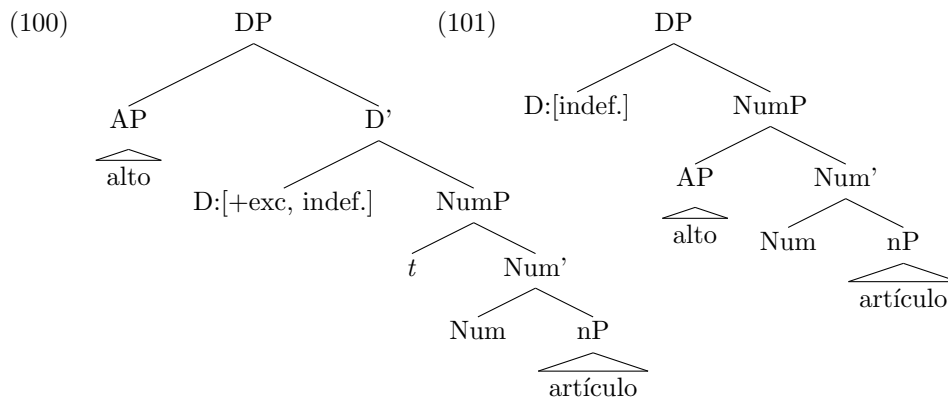 (100) DP (101) DP
AP D' D:[indef.] NumP
alto D:[+exc, indef.] NumP AP Num'
alto Num nP
t Num' artículo
Num nP
artículo